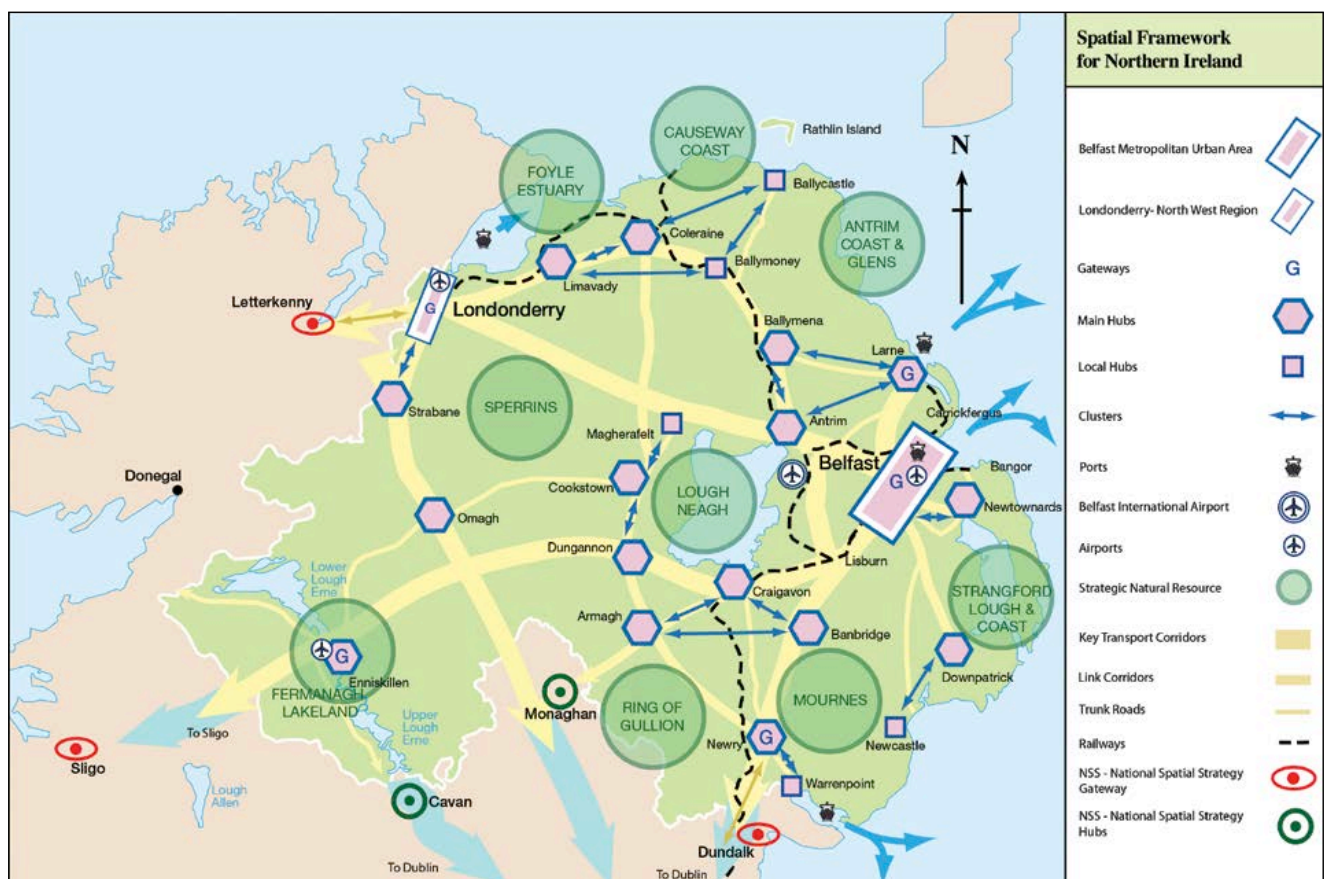 CAUSEWAY
COAST
Rathlin Island
N
FOYLE
ESTUARY
Ballycastle
ANTRIM
COAST &
GLENS
Coleraine
Ballymoney
Limavady
Letterkenny
G
Londonderry
Ballymena
Larne
G
Strabane
SPERRINS
Carrickfergus
Antrim
Magherafelt
Belfast
G
Bangor
Donegal
Cookstown
LOUGH
NEAGH
Newtownards
Omagh
Dungannon
Lisburn
Lower
Lough
Erne
Craigavon
STRANGFORD
LOUGH &
COAST
Armagh
Banbridge
G
Enniskillen
FERMANAGH
LAKELAND
Downpatrick
Monaghan
RING OF
GULLION
MOURNES
Upper
Lough
Erne
To Sligo
Newry
G
Newcastle
Sligo
Warrenpoint
Lough
Allen
Cavan
Dundalk
To Dublin
To Dublin
Spatial Framework
for Northern Ireland
Belfast Metropolitan Urban Area
Londonderry- North West Region
Gateways
G
Main Hubs
Local Hubs
Clusters
Ports
Belfast International Airport
Airports
Strategic Natural Resource
Key Transport Corridors
Link Corridors
Trunk Roads
Railways
NSS - National Spatial Strategy
Gateway
NSS - National Spatial Strategy
Hubs